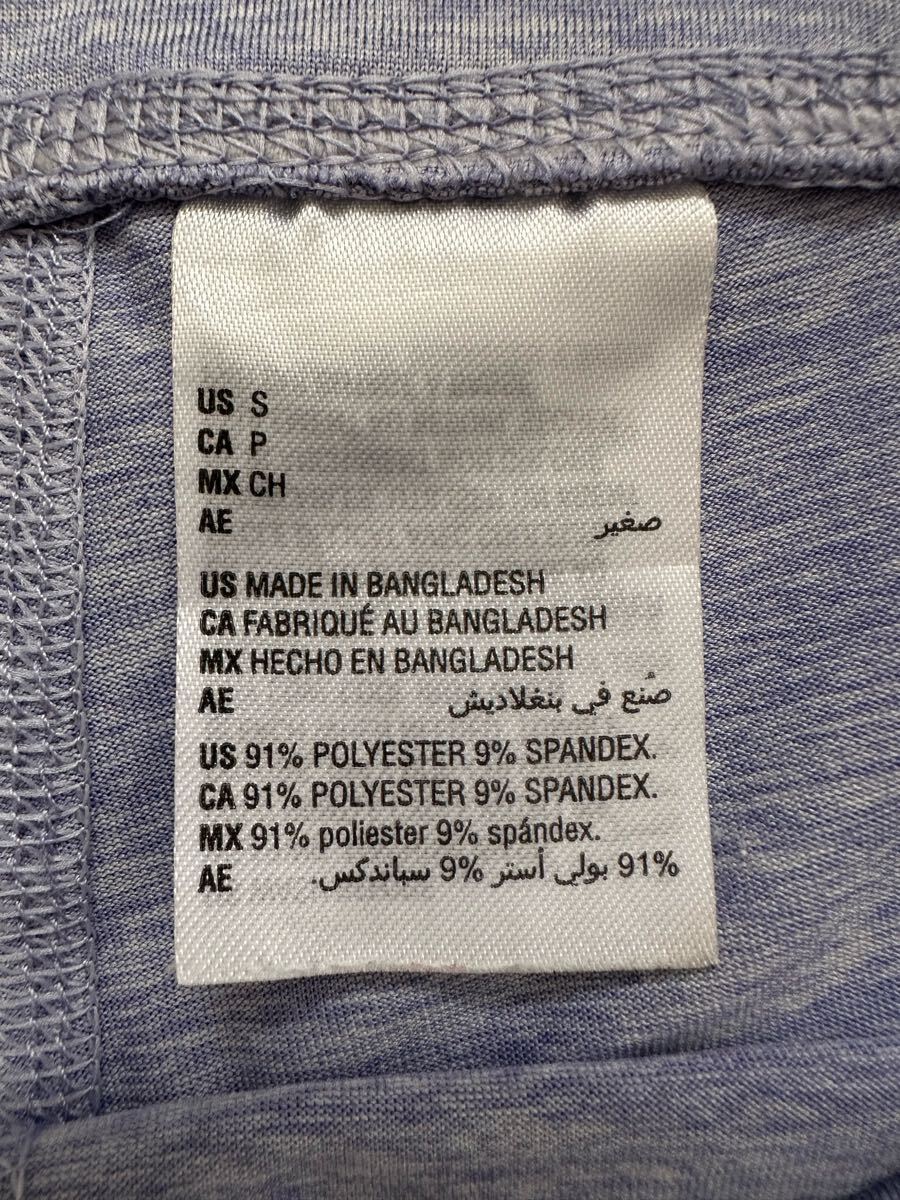 US S
CA P
MX CH
AE صغير
US MADE IN BANGLADESH
CA FABRIQUÉ AU BANGLADESH
MX HECHO EN BANGLADESH
AE صُنع في بنغلاديش
US 91% POLYESTER 9% SPANDEX.
CA 91% POLYESTER 9% SPANDEX.
MX 91% poliester 9% spándex.
AE 91% بولي أستر 9% سباندكس.